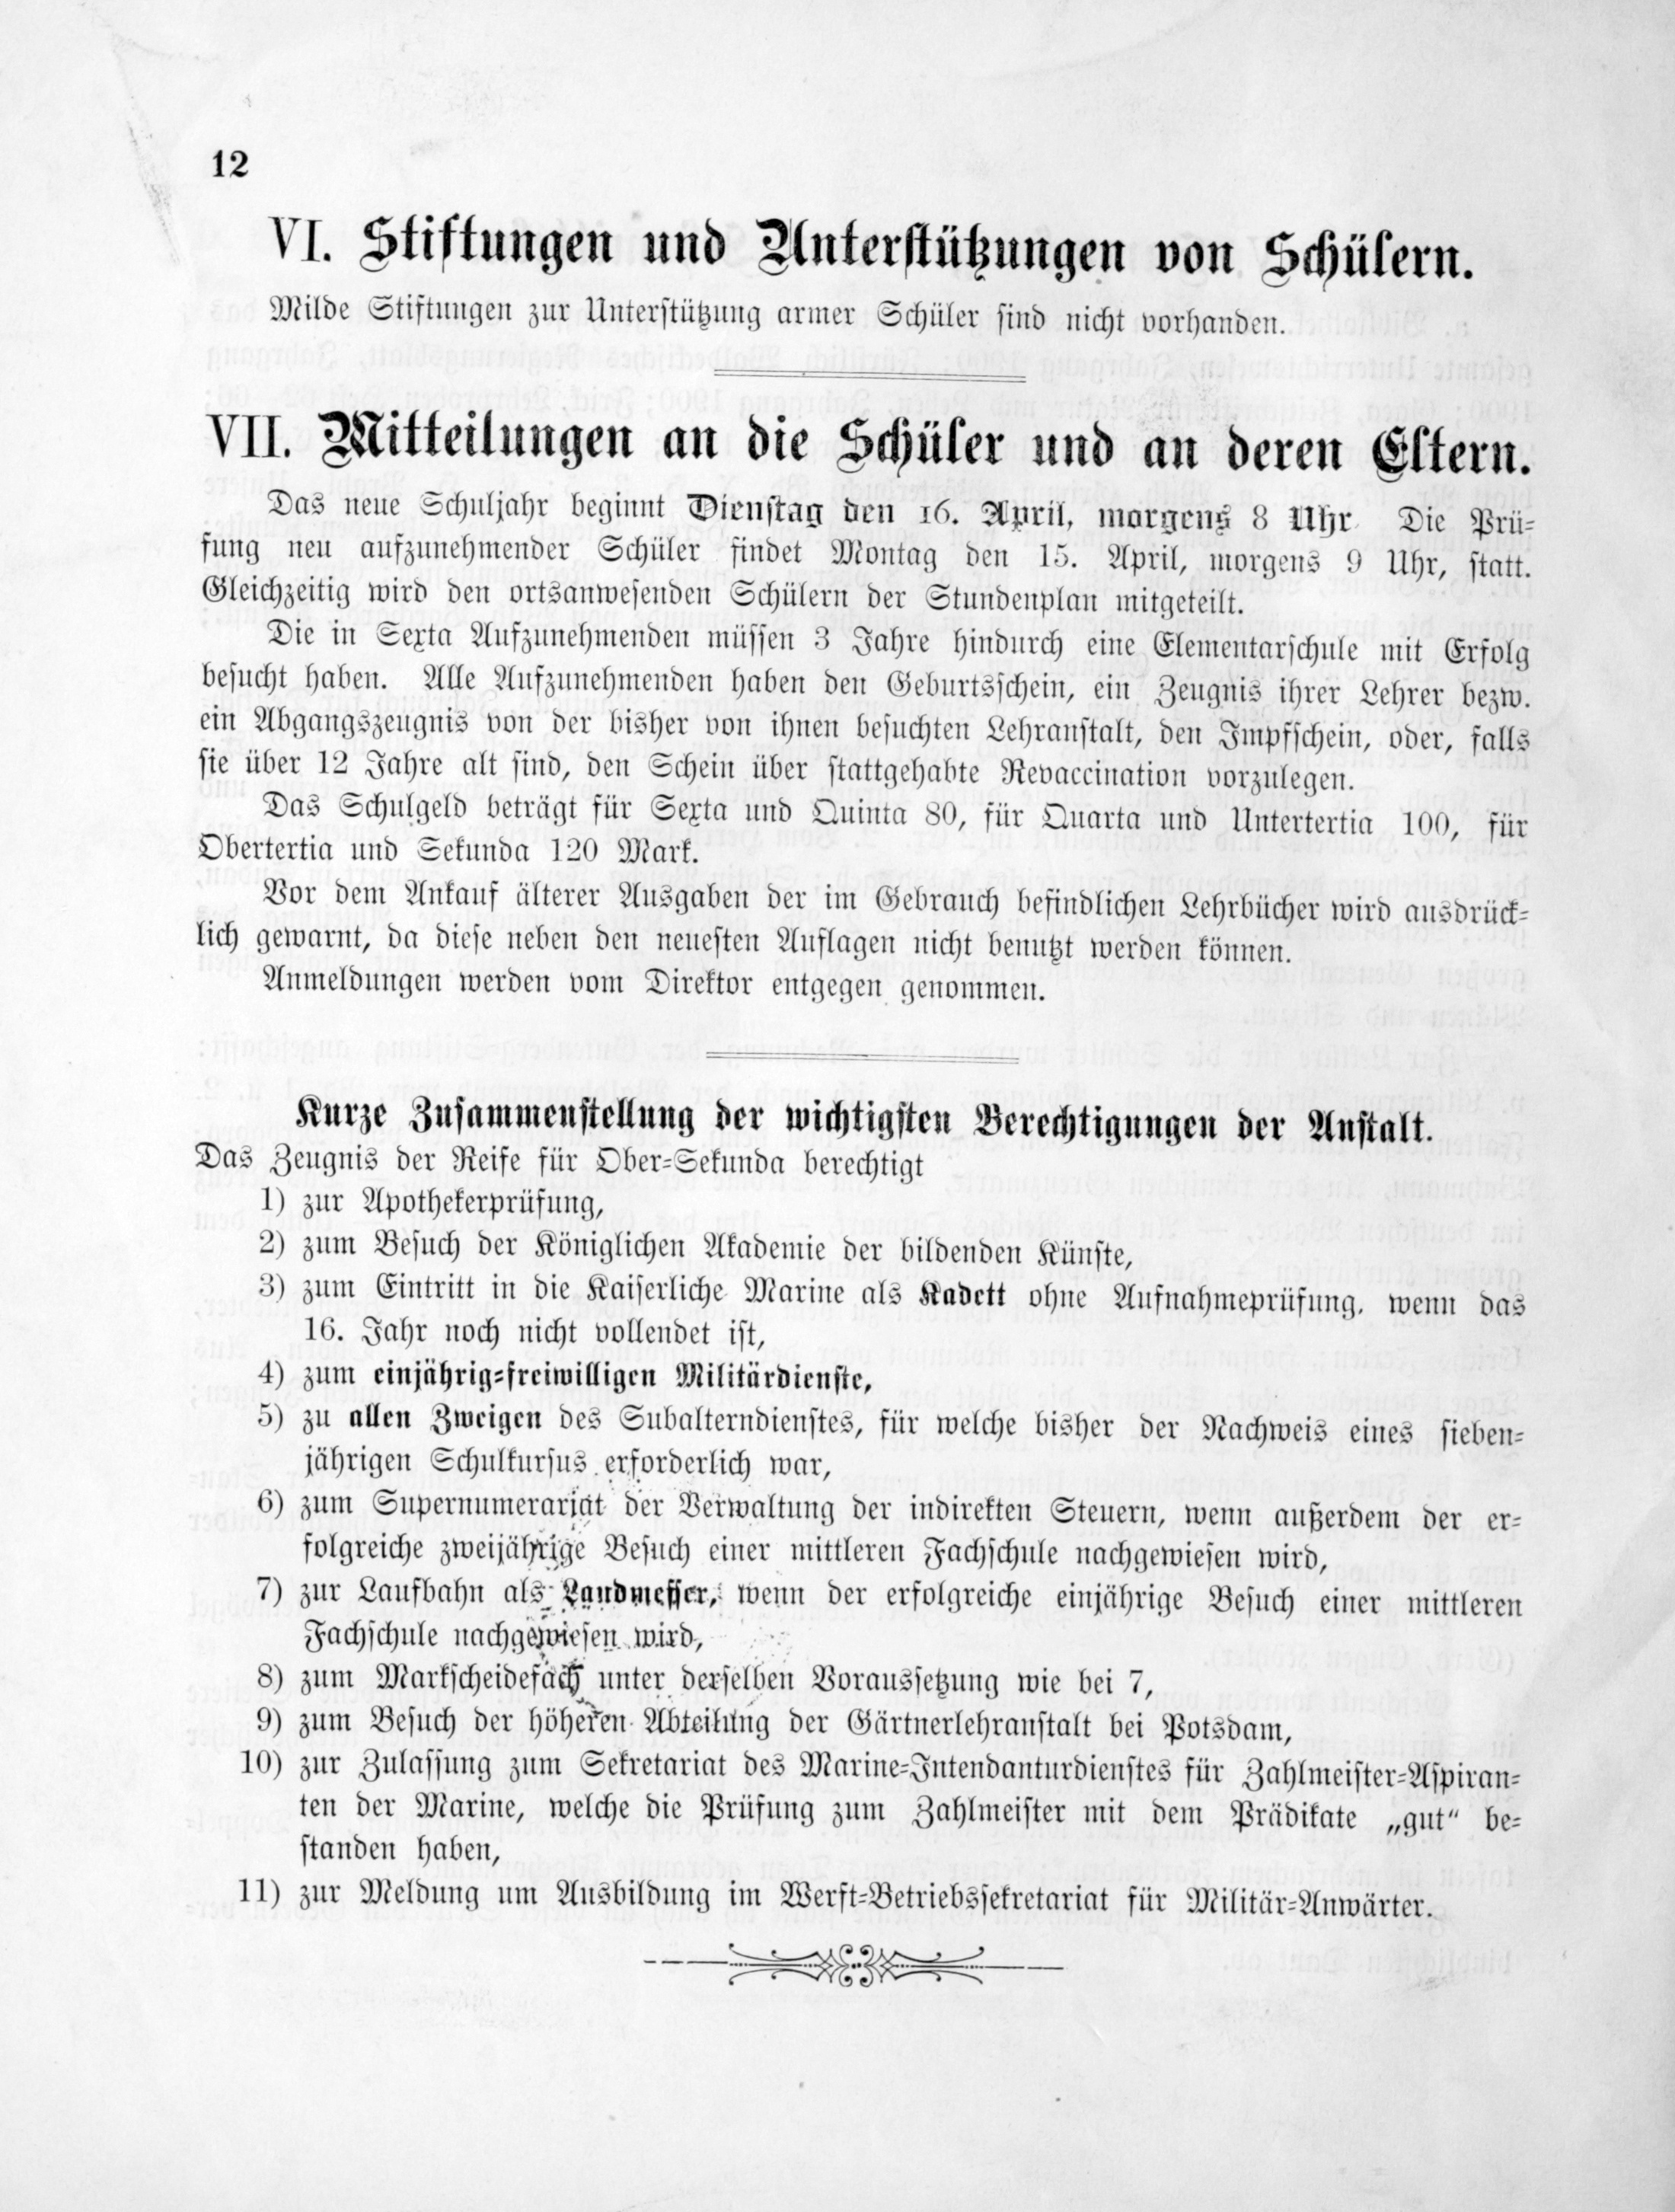 12
VI. Stiftungen und Unterstützungen von Schülern.
Milde Stiftungen zur Unterstützung armer Schüler sind nicht vorhanden.
VII. Mitteilungen an die Schüler und an deren Eltern.
Das neue Schuljahr beginnt Dienstag den 16. April, morgens 8 Uhr. Die Prü-
fung neu aufzunehmender Schüler findet Montag den 15. April, morgens 9 Uhr, statt.
Gleichzeitig wird den ortsanwesenden Schülern der Stundenplan mitgeteilt.
Die in Sexta Aufzunehmenden müssen 3 Jahre hindurch eine Elementarschule mit Erfolg
besucht haben. Alle Aufzunehmenden haben den Geburtsschein, ein Zeugnis ihrer Lehrer bezw.
ein Abgangszeugnis von der bisher von ihnen besuchten Lehranstalt, den Impfschein, oder, falls
sie über 12 Jahre alt sind, den Schein über stattgehabte Revaccination vorzulegen.
Das Schulgeld beträgt für Sexta und Quinta 80, für Quarta und Untertertia 100, für
Obertertia und Sekunda 120 Mark.
Vor dem Ankauf älterer Ausgaben der im Gebrauch befindlichen Lehrbücher wird ausdrück-
lich gewarnt, da diese neben den neuesten Auflagen nicht benutzt werden können.
Anmeldungen werden vom Direktor entgegen genommen.
Kurze Zusammenstellung der wichtigsten Berechtigungen der Anstalt.
Das Zeugnis der Reife für Ober-Sekunda berechtigt
1) zur Apothekerprüfung,
2) zum Besuch der Königlichen Akademie der bildenden Künste,
3) zum Eintritt in die Kaiserliche Marine als Kadett ohne Aufnahmeprüfung, wenn das
16. Jahr noch nicht vollendet ist,
4) zum einjährig-freiwilligen Militärdienste,
5) zu allen Zweigen des Subalterndienstes, für welche bisher der Nachweis eines sieben-
jährigen Schulkursus erforderlich war,
6) zum Supernumerariat der Verwaltung der indirekten Steuern, wenn außerdem der er-
folgreiche zweijährige Besuch einer mittleren Fachschule nachgewiesen wird,
7) zur Laufbahn als Landmesser, wenn der erfolgreiche einjährige Besuch einer mittleren
Fachschule nachgewiesen wird,
8) zum Markscheidefach unter derselben Voraussetzung wie bei 7,
9) zum Besuch der höheren Abteilung der Gärtnerlehranstalt bei Potsdam,
10) zur Zulassung zum Sekretariat des Marine-Intendanturdienstes für Zahlmeister-Aspiran-
ten der Marine, welche die Prüfung zum Zahlmeister mit dem Prädikate „gut“ be-
standen haben,
11) zur Meldung um Ausbildung im Werft-Betriebssekretariat für Militär-Anwärter.